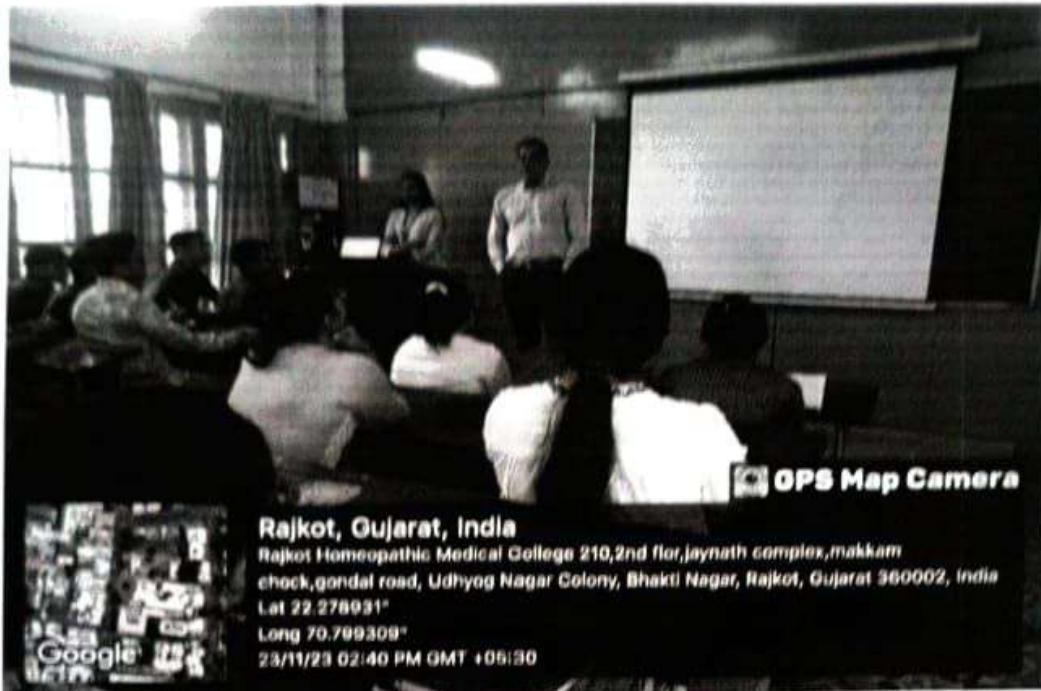 GPS Map Camera
Rajkot, Gujarat, India
Rajkot Homeopathic Medical College 210,2nd flor,jaynath complex,makkam
chock,gondal road, Udhyog Nagar Colony, Bhakti Nagar, Rajkot, Gujarat 360002, India
Lat 22.278931°
Long 70.799309°
23/11/23 02:40 PM GMT +05:30
Google